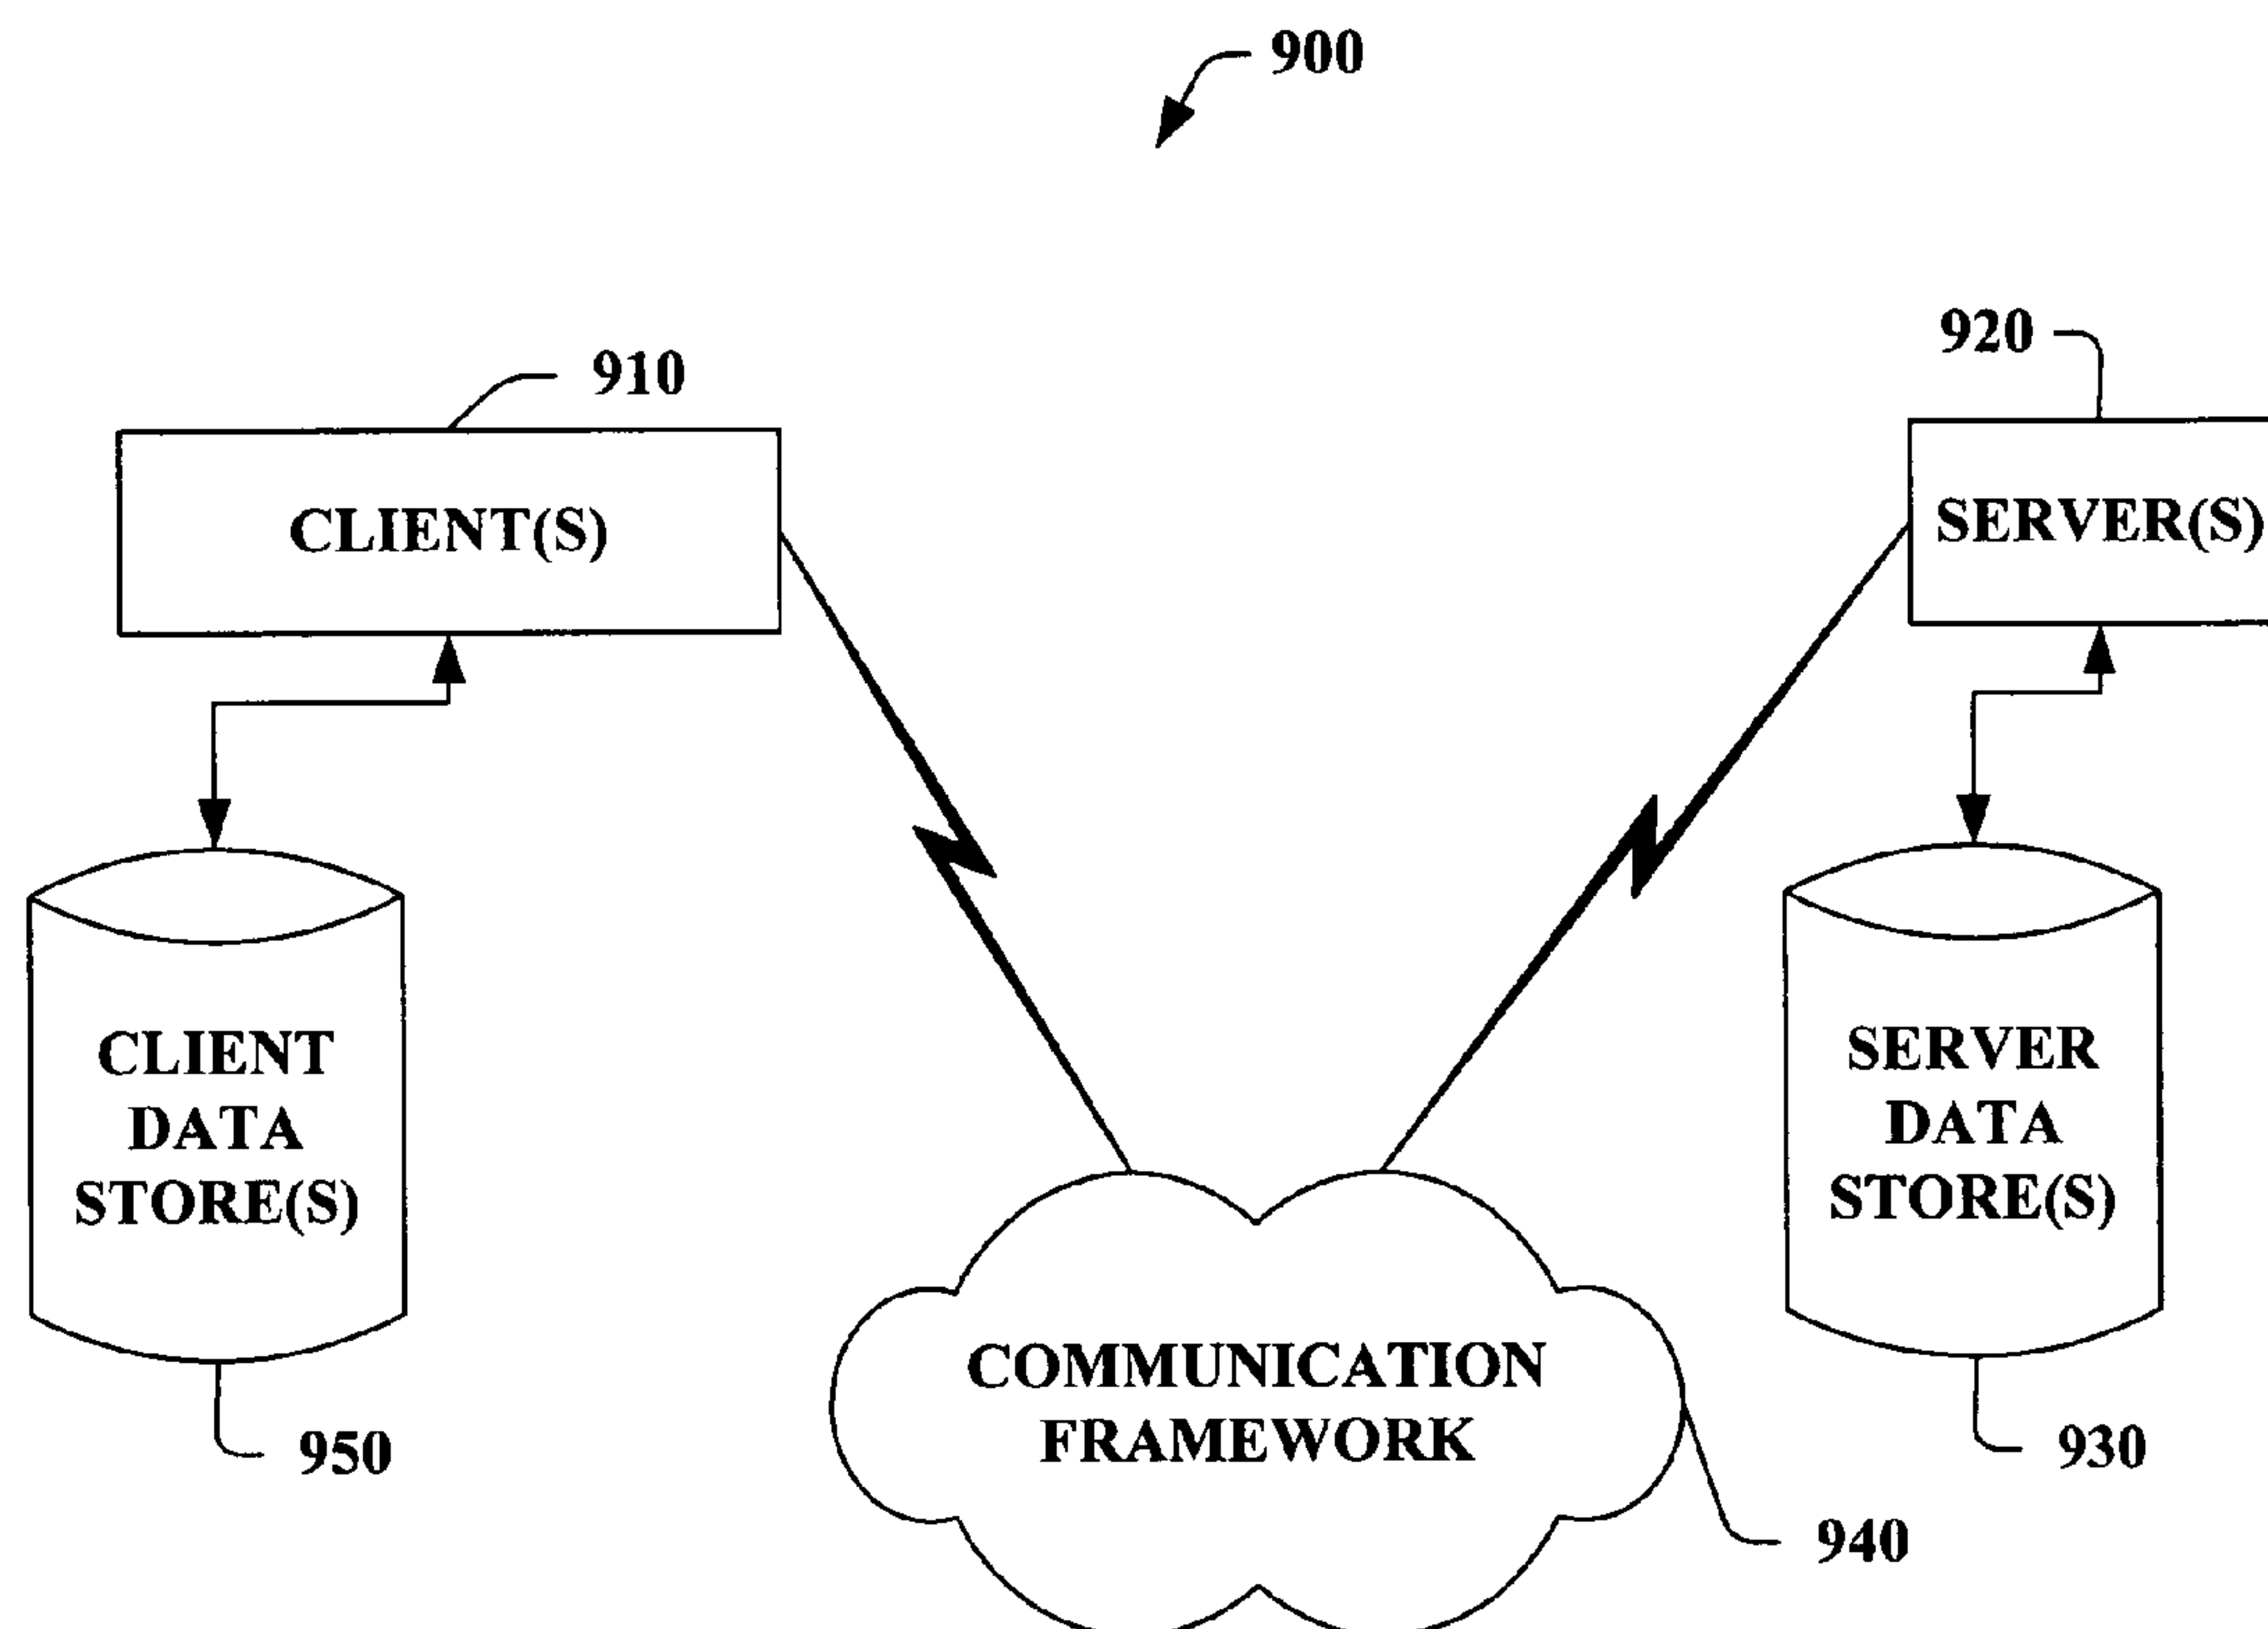 900
910
920
CLIENT(S)
SERVER(S)
CLIENT
DATA
STORE(S)
SERVER
DATA
STORE(S)
COMMUNICATION
FRAMEWORK
950
930
940